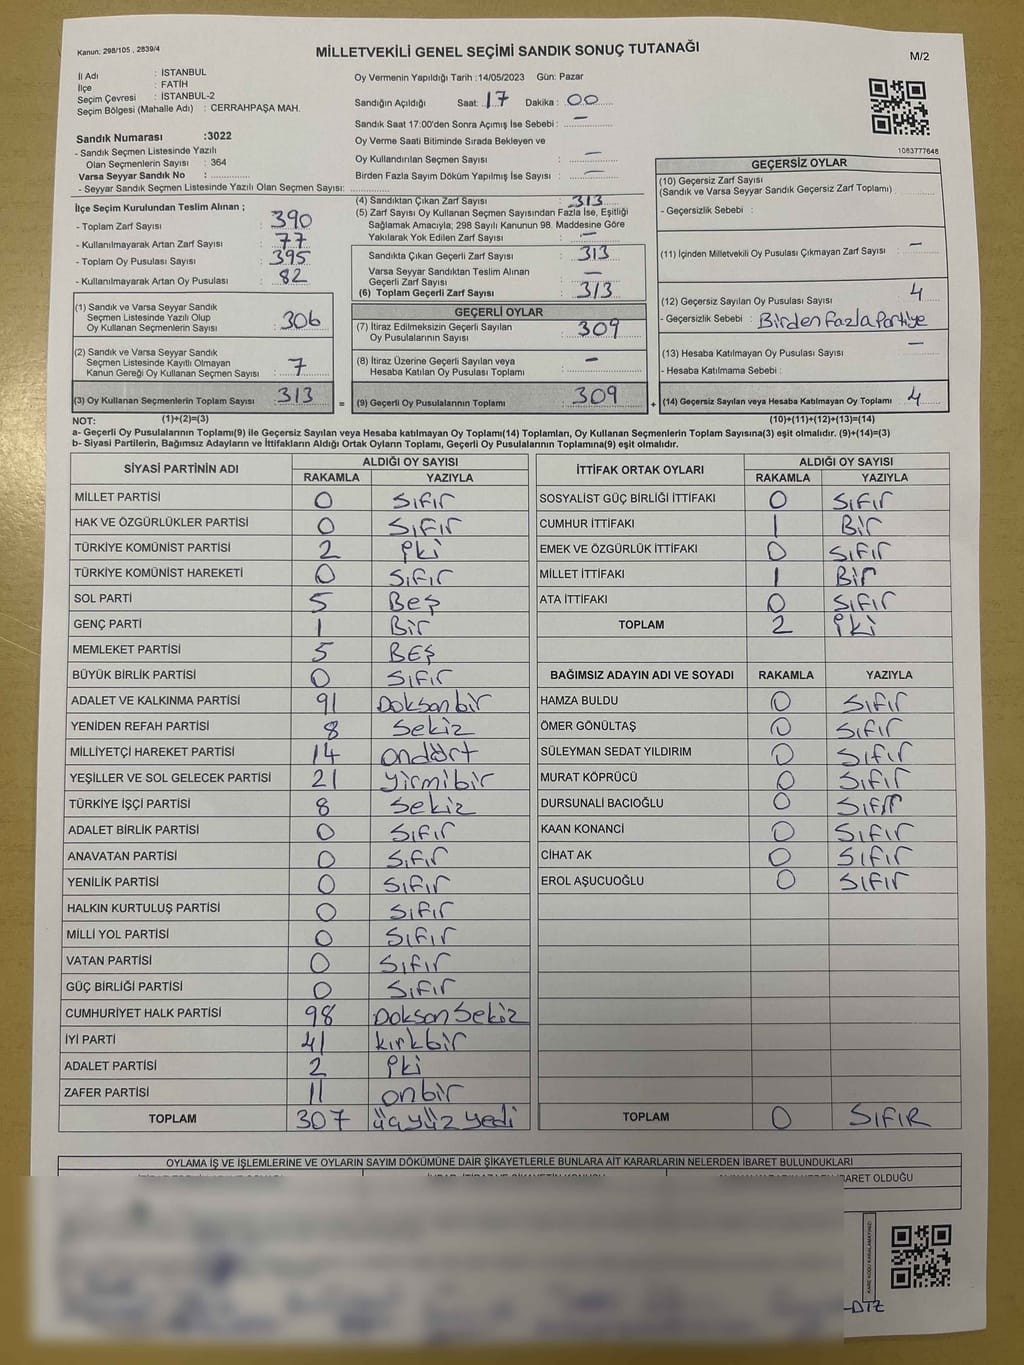 Kanun; 298/105 , 2839/4
MİLLETVEKİLİ GENEL SEÇİMİ SANDIK SONUÇ TUTANAĞI
M/2
İl Adı : İSTANBUL
İlçe : FATİH
Seçim Çevresi : İSTANBUL-2
Seçim Bölgesi (Mahalle Adı) : CERRAHPAŞA MAH.
Sandık Numarası :3022
- Sandık Seçmen Listesinde Yazılı
Olan Seçmenlerin Sayısı : 364
Varsa Seyyar Sandık No :
- Seyyar Sandık Seçmen Listesinde Yazılı Olan Seçmen Sayısı:
Oy Vermenin Yapıldığı Tarih :14/05/2023 Gün: Pazar
Sandığın Açıldığı Saat: 17 Dakika : 00
Sandık Saat 17:00'den Sonra Açımış İse Sebebi : —
Oy Verme Saati Bitiminde Sırada Bekleyen ve
Oy Kullandırılan Seçmen Sayısı : —
Birden Fazla Sayım Döküm Yapılmış İse Sayısı : —
1083777648
İlçe Seçim Kurulundan Teslim Alınan ;
- Toplam Zarf Sayısı : 390
- Kullanılmayarak Artan Zarf Sayısı : 77
- Toplam Oy Pusulası Sayısı : 395
- Kullanılmayarak Artan Oy Pusulası : 82
(1) Sandık ve Varsa Seyyar Sandık
Seçmen Listesinde Yazılı Olup
Oy Kullanan Seçmenlerin Sayısı : 306
(2) Sandık ve Varsa Seyyar Sandık
Seçmen Listesinde Kayıtlı Olmayan
Kanun Gereği Oy Kullanan Seçmen Sayısı : 7
(3) Oy Kullanan Seçmenlerin Toplam Sayısı : 313
(4) Sandıktan Çıkan Zarf Sayısı : 313
(5) Zarf Sayısı Oy Kullanan Seçmen Sayısından Fazla İse, Eşitliği
Sağlamak Amacıyla; 298 Sayılı Kanunun 98. Maddesine Göre
Yakılarak Yok Edilen Zarf Sayısı : —
Sandıkta Çıkan Geçerli Zarf Sayısı : 313
Varsa Seyyar Sandıktan Teslim Alınan
Geçerli Zarf Sayısı : —
(6) Toplam Geçerli Zarf Sayısı : 313
GEÇERLİ OYLAR
(7) İtiraz Edilmeksizin Geçerli Sayılan
Oy Pusulalarının Sayısı : 309
(8) İtiraz Üzerine Geçerli Sayılan veya
Hesaba Katılan Oy Pusulası Toplamı : —
= (9) Geçerli Oy Pusulalarının Toplamı : 309
GEÇERSİZ OYLAR
(10) Geçersiz Zarf Sayısı
(Sandık ve Varsa Seyyar Sandık Geçersiz Zarf Toplamı) : —
- Geçersizlik Sebebi :
(11) İçinden Milletvekili Oy Pusulası Çıkmayan Zarf Sayısı : —
(12) Geçersiz Sayılan Oy Pusulası Sayısı : 4
- Geçersizlik Sebebi : Birden Fazla Partiye
(13) Hesaba Katılmayan Oy Pusulası Sayısı : —
- Hesaba Katılmama Sebebi :
+ (14) Geçersiz Sayılan veya Hesaba Katılmayan Oy Toplamı : 4
NOT: (1)+(2)=(3) (10)+(11)+(12)+(13)=(14)
a- Geçerli Oy Pusulalarının Toplamı(9) ile Geçersiz Sayılan veya Hesaba katılmayan Oy Toplamı(14) Toplamları, Oy Kullanan Seçmenlerin Toplam Sayısına(3) eşit olmalıdır. (9)+(14)=(3)
b- Siyasi Partilerin, Bağımsız Adayların ve İttifakların Aldığı Ortak Oyların Toplamı, Geçerli Oy Pusulalarının Toplamına(9) eşit olmalıdır.
SİYASİ PARTİNİN ADI ALDIĞI OY SAYISI
RAKAMLA YAZIYLA
MİLLET PARTİSİ 0 Sıfır
HAK VE ÖZGÜRLÜKLER PARTİSİ 0 Sıfır
TÜRKİYE KOMÜNİST PARTİSİ 2 İki
TÜRKİYE KOMÜNİST HAREKETİ 0 Sıfır
SOL PARTİ 5 Beş
GENÇ PARTİ 1 Bir
MEMLEKET PARTİSİ 5 BEŞ
BÜYÜK BİRLİK PARTİSİ 0 Sıfır
ADALET VE KALKINMA PARTİSİ 91 Doksan bir
YENİDEN REFAH PARTİSİ 8 Sekiz
MİLLİYETÇİ HAREKET PARTİSİ 14 ondört
YEŞİLLER VE SOL GELECEK PARTİSİ 21 yirmibir
TÜRKİYE İŞÇİ PARTİSİ 8 Sekiz
ADALET BİRLİK PARTİSİ 0 Sıfır
ANAVATAN PARTİSİ 0 Sıfır
YENİLİK PARTİSİ 0 Sıfır
HALKIN KURTULUŞ PARTİSİ 0 Sıfır
MİLLİ YOL PARTİSİ 0 Sıfır
VATAN PARTİSİ 0 Sıfır
GÜÇ BİRLİĞİ PARTİSİ 0 Sıfır
CUMHURİYET HALK PARTİSİ 98 Doksan Sekiz
İYİ PARTİ 41 kırkbir
ADALET PARTİSİ 2 İki
ZAFER PARTİSİ 11 onbir
TOPLAM 307 üçyüz yedi
İTTİFAK ORTAK OYLARI ALDIĞI OY SAYISI
RAKAMLA YAZIYLA
SOSYALİST GÜÇ BİRLİĞİ İTTİFAKI 0 Sıfır
CUMHUR İTTİFAKI 1 Bir
EMEK VE ÖZGÜRLÜK İTTİFAKI 0 Sıfır
MİLLET İTTİFAKI 1 Bir
ATA İTTİFAKI 0 Sıfır
TOPLAM 2 İki
BAĞIMSIZ ADAYIN ADI VE SOYADI RAKAMLA YAZIYLA
HAMZA BULDU 0 Sıfır
ÖMER GÖNÜLTAŞ 0 Sıfır
SÜLEYMAN SEDAT YILDIRIM 0 Sıfır
MURAT KÖPRÜCÜ 0 Sıfır
DURSUNALİ BACIOĞLU 0 Sıfır
KAAN KONANCİ 0 Sıfır
CİHAT AK 0 Sıfır
EROL AŞUCUOĞLU 0 Sıfır
TOPLAM 0 SIFIR
OYLAMA İŞ VE İŞLEMLERİNE VE OYLARIN SAYIM DÖKÜMÜNE DAİR ŞİKAYETLERLE BUNLARA AİT KARARLARIN NELERDEN İBARET BULUNDUKLARI